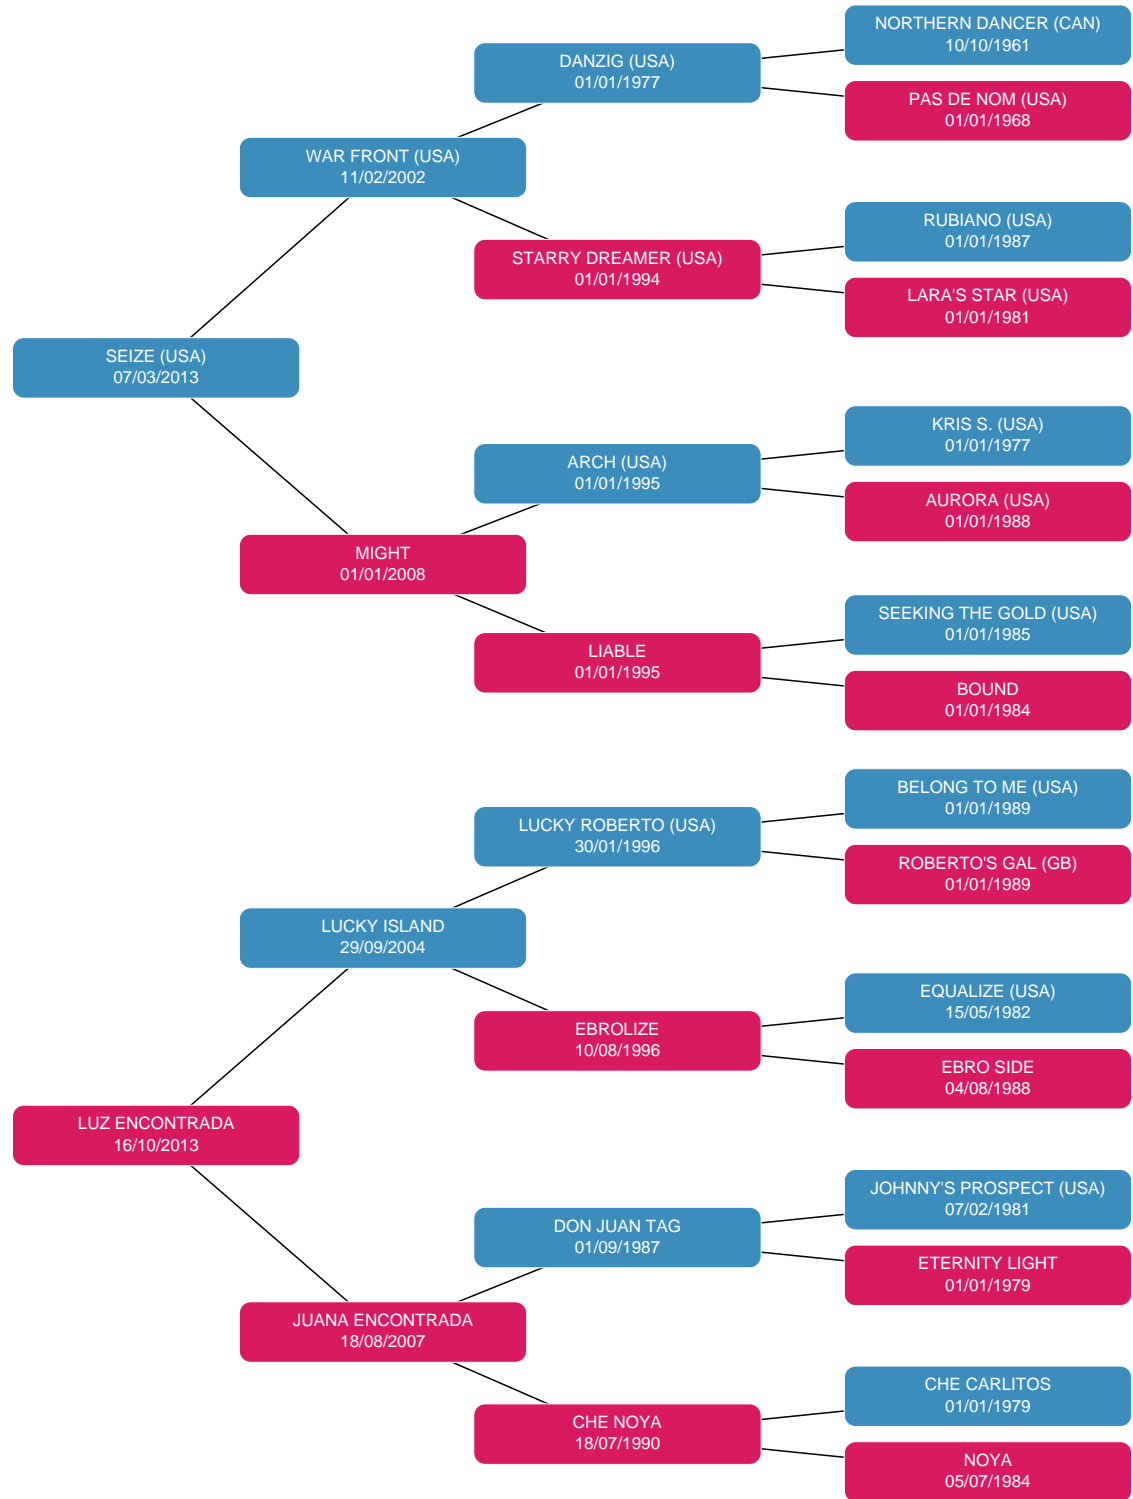 NORTHERN DANCER (CAN)
10/10/1961
DANZIG (USA)
01/01/1977
PAS DE NOM (USA)
01/01/1968
WAR FRONT (USA)
11/02/2002
RUBIANO (USA)
01/01/1987
STARRY DREAMER (USA)
01/01/1994
LARA'S STAR (USA)
01/01/1981
SEIZE (USA)
07/03/2013
KRIS S. (USA)
01/01/1977
ARCH (USA)
01/01/1995
AURORA (USA)
01/01/1988
MIGHT
01/01/2008
SEEKING THE GOLD (USA)
01/01/1985
LIABLE
01/01/1995
BOUND
01/01/1984
BELONG TO ME (USA)
01/01/1989
LUCKY ROBERTO (USA)
30/01/1996
ROBERTO'S GAL (GB)
01/01/1989
LUCKY ISLAND
29/09/2004
EQUALIZE (USA)
15/05/1982
EBROLIZE
10/08/1996
EBRO SIDE
04/08/1988
LUZ ENCONTRADA
16/10/2013
JOHNNY'S PROSPECT (USA)
07/02/1981
DON JUAN TAG
01/09/1987
ETERNITY LIGHT
01/01/1979
JUANA ENCONTRADA
18/08/2007
CHE CARLITOS
01/01/1979
CHE NOYA
18/07/1990
NOYA
05/07/1984